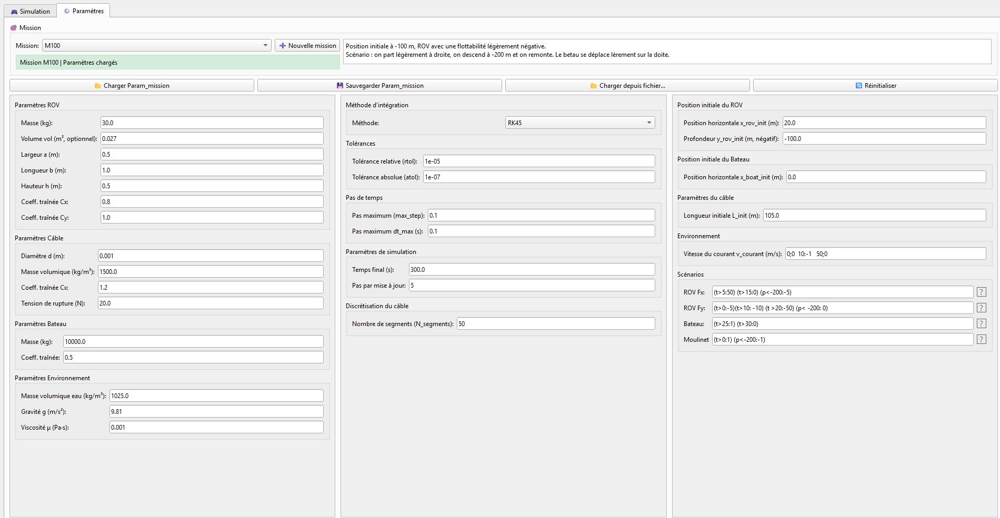 Simulation
Paramètres
Mission
Mission: M100
Nouvelle mission
Position initiale à -100 m, ROV avec une flottabilité légèrement négative.
Scénario : on part légèrement à droite, on descend à -200 m et on remonte. Le betau se déplace lèrement sur la doite.
Mission M100 | Paramètres chargés
Charger Param_mission
Sauvegarder Param_mission
Charger depuis fichier...
Réinitialiser
Paramètres ROV
Masse (kg): 30.0
Volume vol (m³, optionnel): 0.027
Largeur a (m): 0.5
Longueur b (m): 1.0
Hauteur h (m): 0.5
Coeff. traînée Cx: 0.8
Coeff. traînée Cy: 1.0
Paramètres Câble
Diamètre d (m): 0.001
Masse volumique (kg/m³): 1500.0
Coeff. traînée Cx: 1.2
Tension de rupture (N): 20.0
Paramètres Bateau
Masse (kg): 10000.0
Coeff. traînée: 0.5
Paramètres Environnement
Masse volumique eau (kg/m³): 1025.0
Gravité g (m/s²): 9.81
Viscosité µ (Pa·s): 0.001
Méthode d'intégration
Méthode: RK45
Tolérances
Tolérance relative (rtol): 1e-05
Tolérance absolue (atol): 1e-07
Pas de temps
Pas maximum (max_step): 0.1
Pas maximum dt_max (s): 0.1
Paramètres de simulation
Temps final (s): 300.0
Pas par mise à jour: 5
Discrétisation du câble
Nombre de segments (N_segments): 50
Position initiale du ROV
Position horizontale x_rov_init (m): 20.0
Profondeur y_rov_init (m, négatif): -100.0
Position initiale du Bateau
Position horizontale x_boat_init (m): 0.0
Paramètres du câble
Longueur initiale L_init (m): 105.0
Environnement
Vitesse du courant v_courant (m/s): 0;0  10:-1   50;0
Scénarios
ROV Fx: (t>5:50) (t>15:0) (p<-200:-5) ?
ROV Fy: (t>0:-5)(t>10: -10) (t >20:-50) (p< -200: 0) ?
Bateau: (t>25:1) (t>30:0) ?
Moulinet (t>0:1) (p<-200:-1) ?